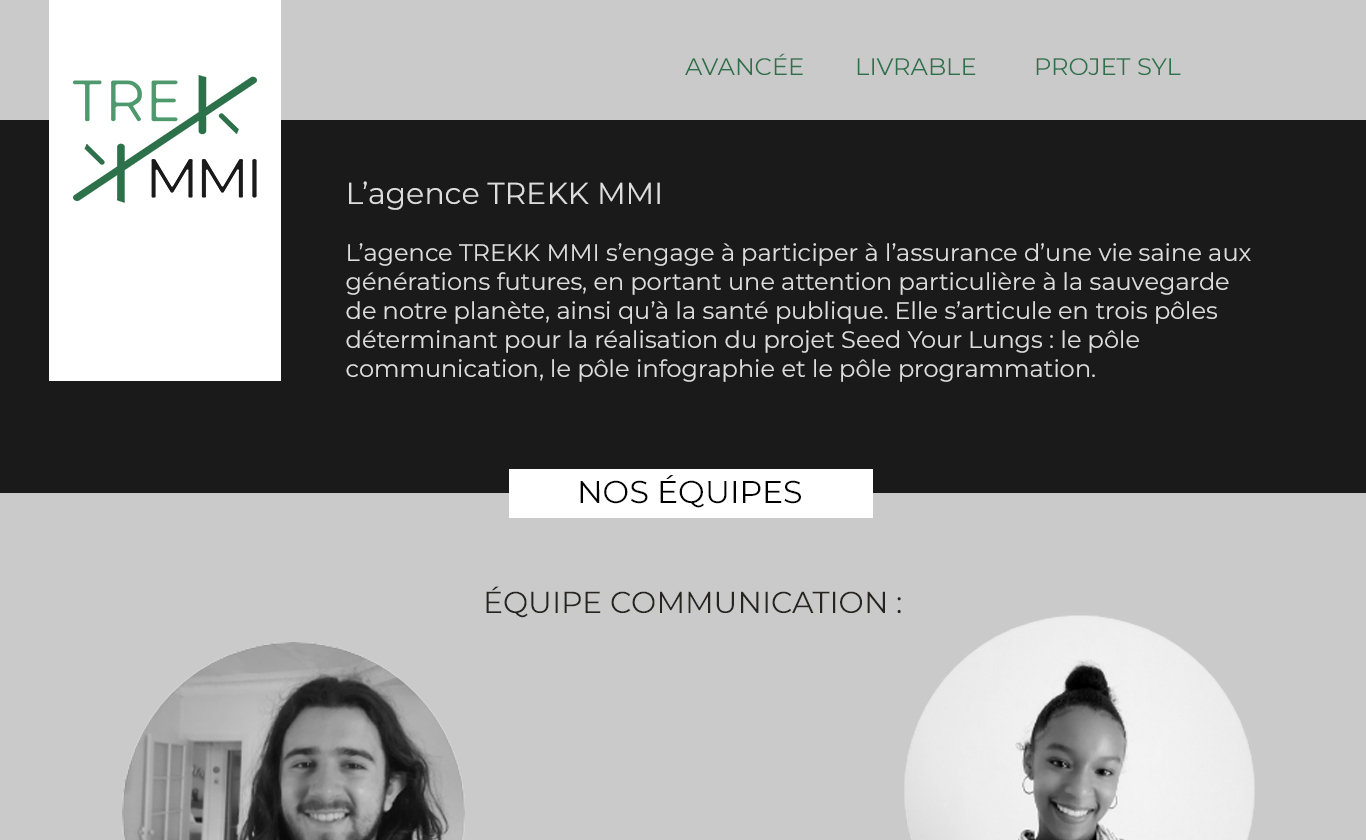 TREK
KMMI
AVANCÉE LIVRABLE PROJET SYL
L’agence TREKK MMI
L’agence TREKK MMI s’engage à participer à l’assurance d’une vie saine aux
générations futures, en portant une attention particulière à la sauvegarde
de notre planète, ainsi qu’à la santé publique. Elle s’articule en trois pôles
déterminant pour la réalisation du projet Seed Your Lungs : le pôle
communication, le pôle infographie et le pôle programmation.
NOS ÉQUIPES
ÉQUIPE COMMUNICATION :